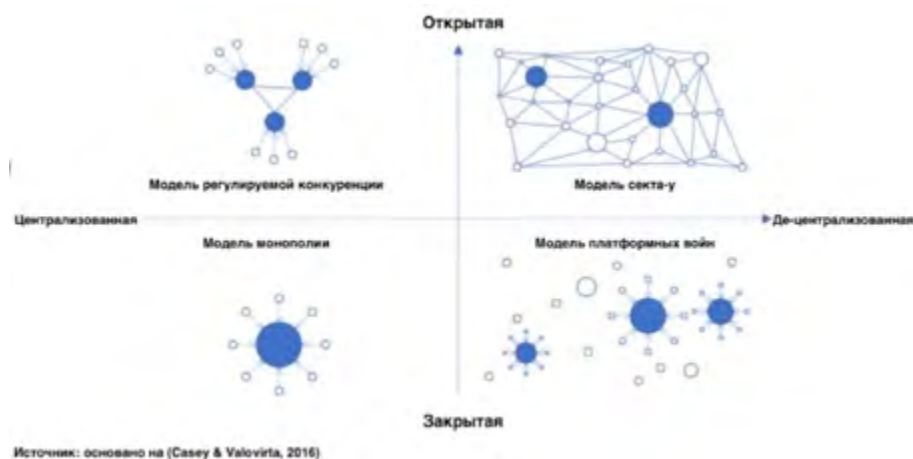 Открытая
Модель регулируемой конкуренции
Модель секта-у
Централизованная
Де-централизованная
Модель монополии
Модель платформных войн
Закрытая
Источник: основано на (Casey & Valovirta, 2016)